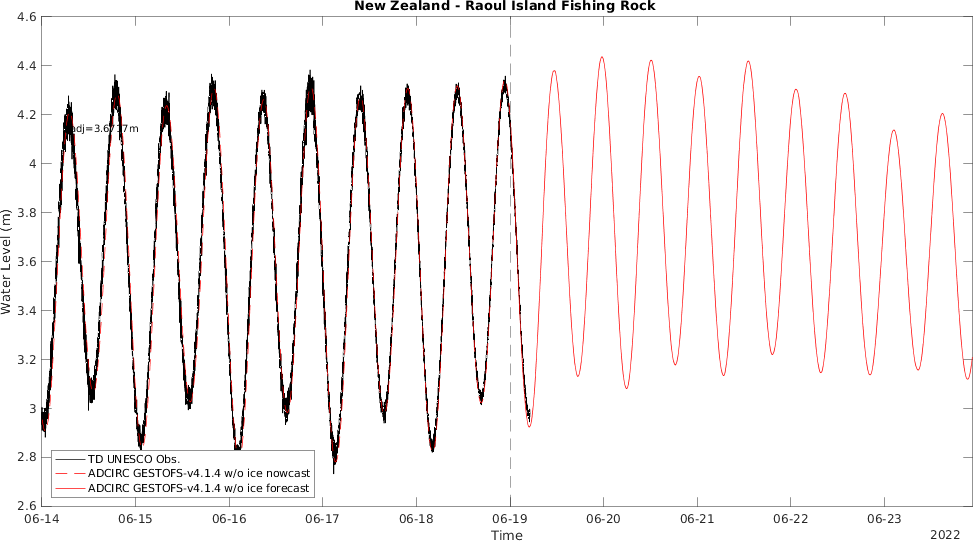 New Zealand - Raoul Island Fishing Rock
4.6
4.4
4.2
4
3.8
3.6
3.4
3.2
3
2.8
2.6
Water Level (m)
adj=3.6717m
TD UNESCO Obs.
ADCIRC GESTOFS-v4.1.4 w/o ice nowcast
ADCIRC GESTOFS-v4.1.4 w/o ice forecast
06-14 06-15 06-16 06-17 06-18 06-19 06-20 06-21 06-22 06-23
Time
2022